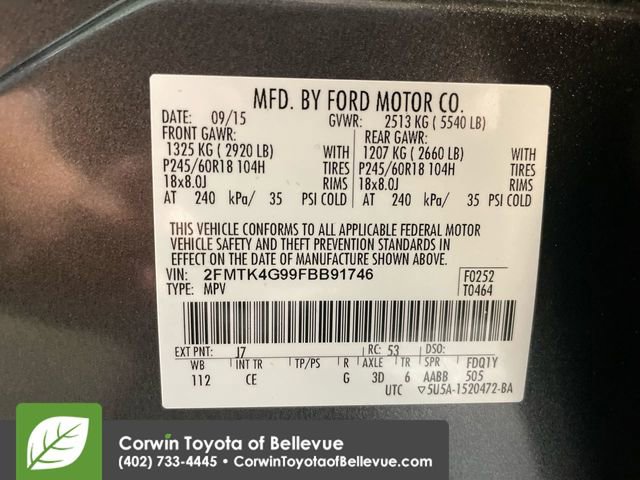 MFD. BY FORD MOTOR CO.
DATE: 09/15 GVWR: 2513 KG ( 5540 LB)
FRONT GAWR: REAR GAWR:
1325 KG ( 2920 LB) WITH 1207 KG ( 2660 LB) WITH
P245/60R18 104H TIRES P245/60R18 104H TIRES
18x8.0J RIMS 18x8.0J RIMS
AT 240 kPa/ 35 PSI COLD AT 240 kPa/ 35 PSI COLD
THIS VEHICLE CONFORMS TO ALL APPLICABLE FEDERAL MOTOR
VEHICLE SAFETY AND THEFT PREVENTION STANDARDS IN
EFFECT ON THE DATE OF MANUFACTURE SHOWN ABOVE.
VIN: 2FMTK4G99FBB91746 F0252
TYPE: MPV T0464
EXT PNT: J7 RC: 53 DSO: FDQ1Y
WB INT TR TP/PS R AXLE TR SPR 505
112 CE G 3D 6 AABB
UTC ▽5U5A-1520472-BA
Corwin Toyota of Bellevue
(402) 733-4445 • CorwinToyotaofBellevue.com